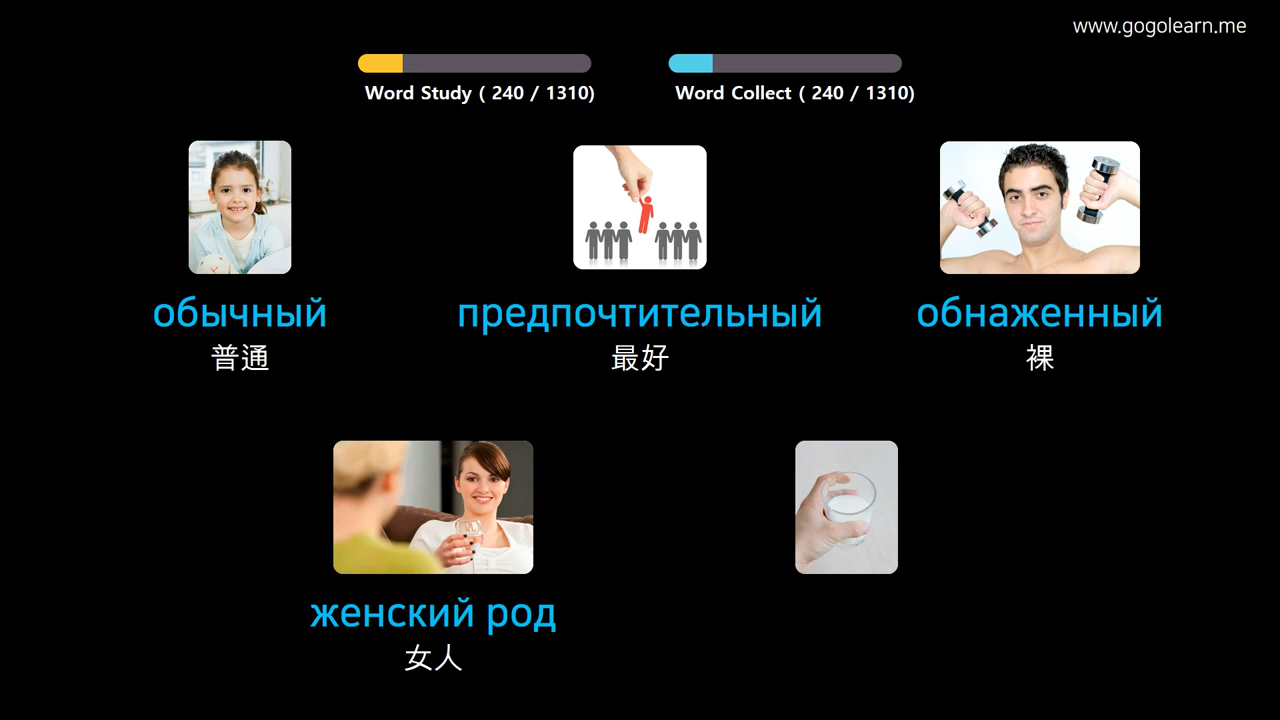 www.gogolearn.me
Word Study ( 240 / 1310)
Word Collect ( 240 / 1310)
обычный
предпочтительный
обнаженный
普通
最好
裸
женский род
女人